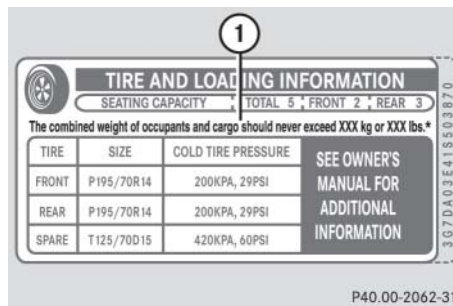 1
TIRE AND LOADING INFORMATION
SEATING CAPACITY TOTAL 5 FRONT 2 REAR 3
The combined weight of occupants and cargo should never exceed XXX kg or XXX lbs.*
TIRE SIZE COLD TIRE PRESSURE
FRONT P195/70R14 200KPA, 29PSI
REAR P195/70R14 200KPA, 29PSI
SPARE T125/70D15 420KPA, 60PSI
SEE OWNER'S
MANUAL FOR
ADDITIONAL
INFORMATION
3G7DA03E41S503870
P40.00-2062-31